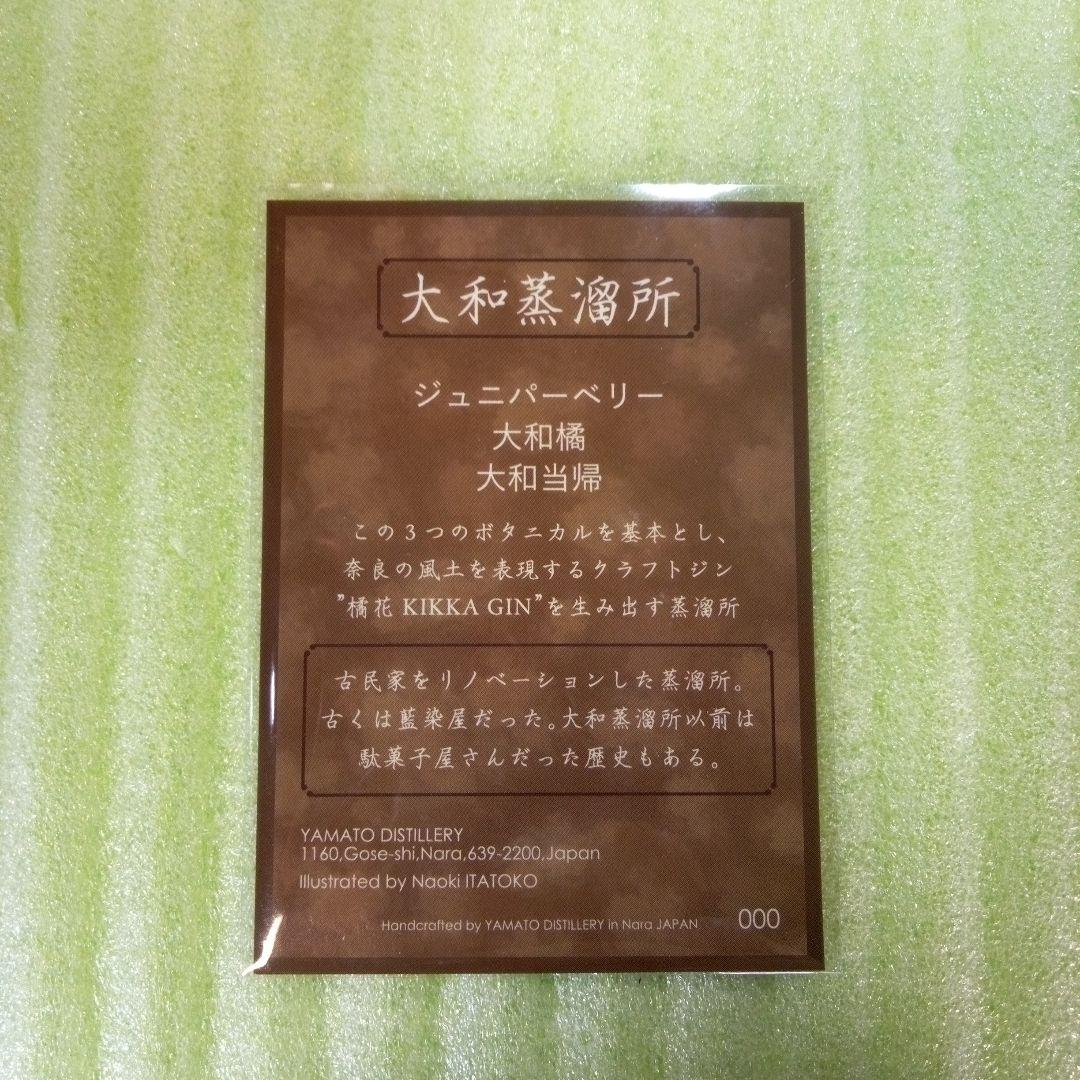 大和蒸溜所
ジュニパーベリー
大和橘
大和当帰
この3つのボタニカルを基本とし、
奈良の風土を表現するクラフトジン
”橘花 KIKKA GIN”を生み出す蒸溜所
古民家をリノベーションした蒸溜所。
古くは藍染屋だった。大和蒸溜所以前は
駄菓子屋さんだった歴史もある。
YAMATO DISTILLERY
1160,Gose-shi,Nara,639-2200,Japan
Illustrated by Naoki ITATOKO
Handcrafted by YAMATO DISTILLERY in Nara JAPAN
000